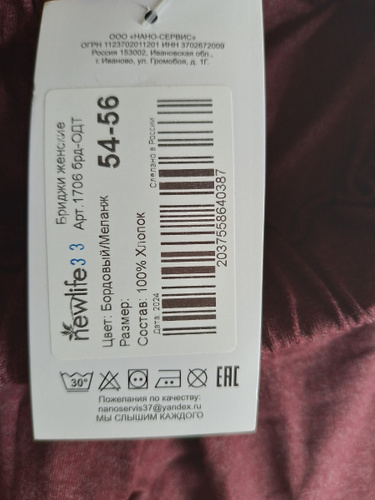 ООО «НАНО-СЕРВИС»
ОГРН 1123702011201 ИНН 3702672009
Россия 153002, Ивановская обл.,
г. Иваново, ул. Громобоя, д. 1Г.
newlife33
Бриджи женские
Арт.1706 брд-ОДТ
Цвет: Бордовый/Меланж
Размер: 54-56
Состав: 100% Хлопок
Дата: 2024 Сделано в России
2037558640387
30° EAC
Пожелания по качеству:
nanoservis37@yandex.ru
МЫ СЛЫШИМ КАЖДОГО